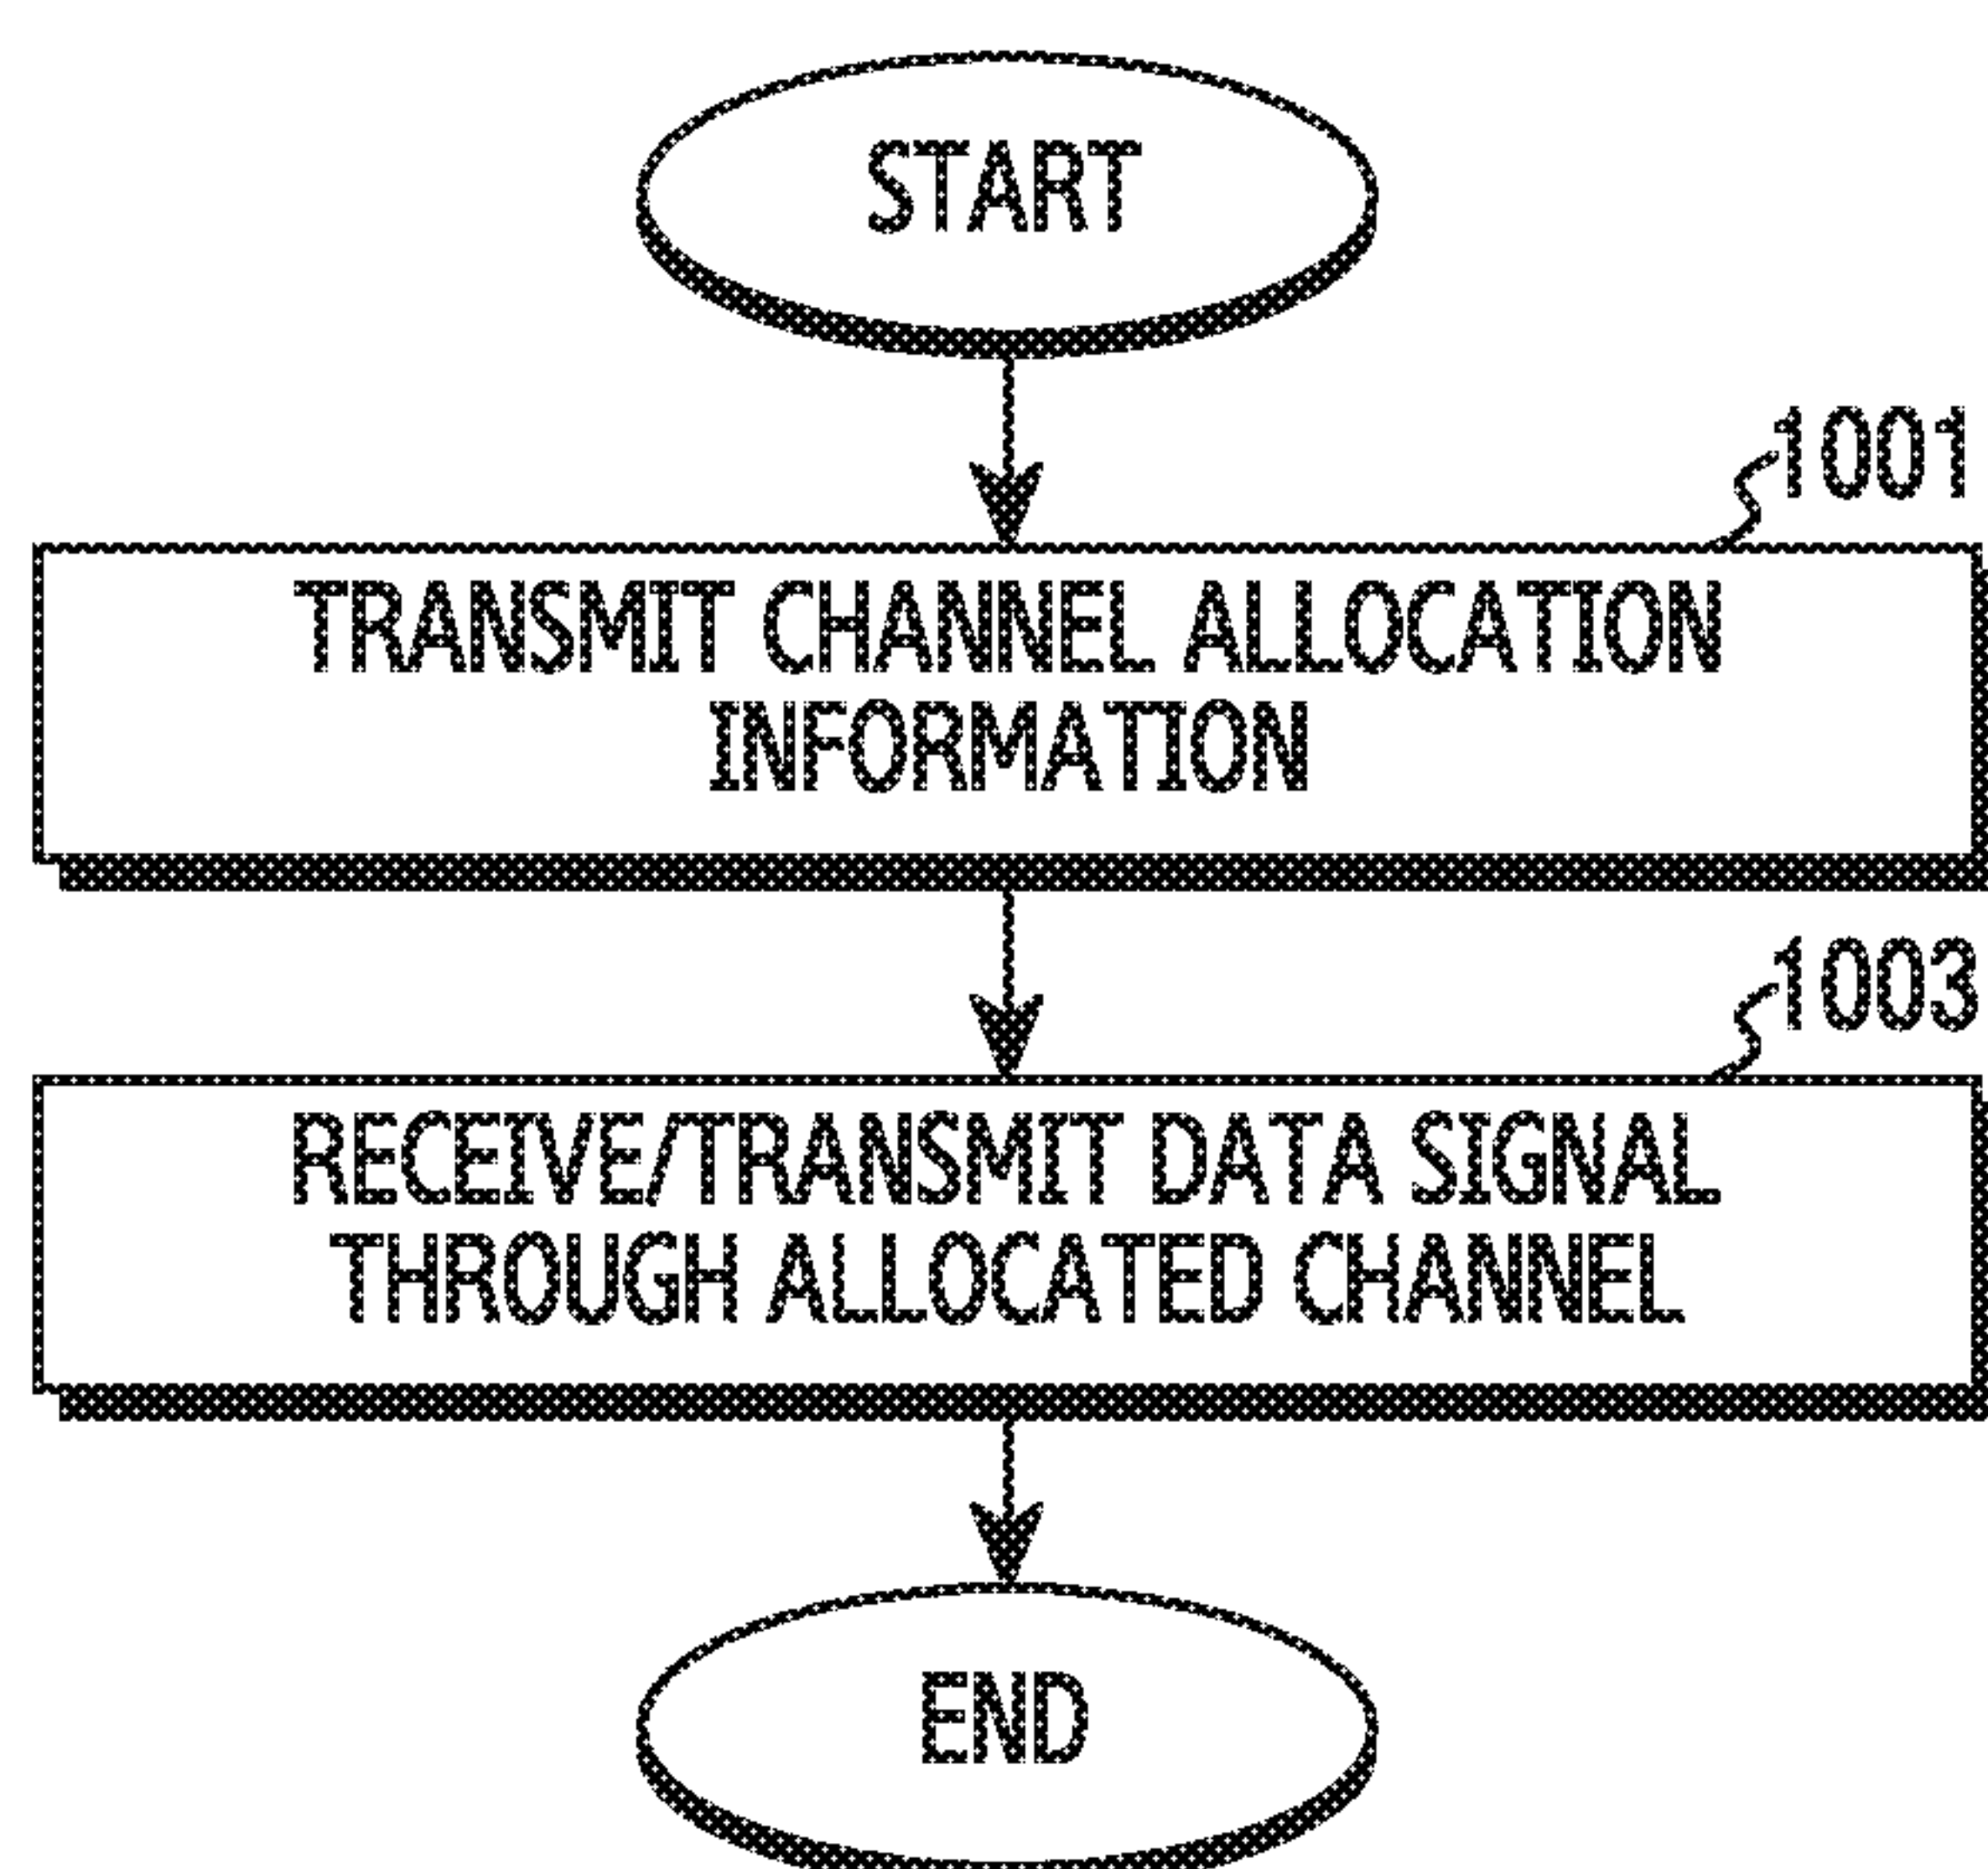 START
1001
TRANSMIT CHANNEL ALLOCATION
INFORMATION
1003
RECEIVE/TRANSMIT DATA SIGNAL
THROUGH ALLOCATED CHANNEL
END